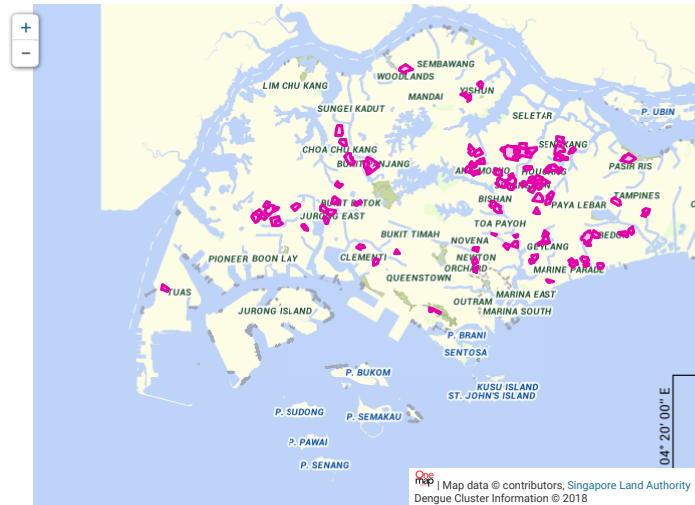 +
−
SEMBAWANG
WOODLANDS
LIM CHU KANG
YISHUN
MANDAI
SUNGEI KADUT
P. UBIN
SELETAR
SENGKANG
CHOA CHU KANG
BUKIT PANJANG
PASIR RIS
ANG MO KIO
HOUGANG
SERANGOON
TAMPINES
BISHAN
PAYA LEBAR
BUKIT BATOK
JURONG EAST
TOA PAYOH
BUKIT TIMAH
BEDOK
NOVENA
GEYLANG
PIONEER
BOON LAY
CLEMENTI
NEWTON
ORCHARD
MARINE PARADE
QUEENSTOWN
TUAS
MARINA EAST
OUTRAM
JURONG ISLAND
MARINA SOUTH
P. BRANI
SENTOSA
P. BUKOM
KUSU ISLAND
ST. JOHN'S ISLAND
P. SUDONG
P. SEMAKAU
P. PAWAI
P. SENANG
04° 20' 00" E
One
map | Map data © contributors, Singapore Land Authority
Dengue Cluster Information © 2018